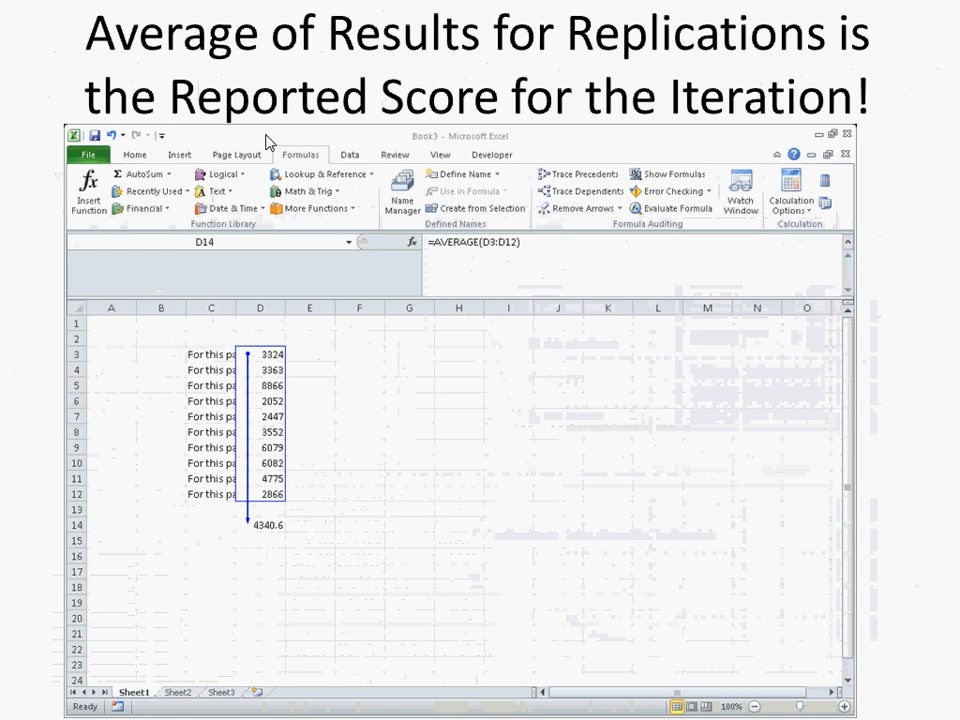 Average of Results for Replications is
the Reported Score for the Iteration!
Book3 - Microsoft Excel
File Home Insert Page Layout Formulas Data Review View Developer
Σ AutoSum Logical Lookup & Reference Define Name Trace Precedents Show Formulas
Recently Used Text Math & Trig Use in Formula Trace Dependents Error Checking
Financial Date & Time More Functions Create from Selection Remove Arrows Evaluate Formula
fx Insert Function
Name Manager
Watch Window
Calculation Options
Function Library Defined Names Formula Auditing Calculation
D14 fx =AVERAGE(D3:D12)
A B C D E F G H I J K L M N O
1
2
3 For this pa 3324
4 For this pa 3363
5 For this pa 8866
6 For this pa 2052
7 For this pa 2447
8 For this pa 3552
9 For this pa 6079
10 For this pa 6082
11 For this pa 4775
12 For this pa 2866
13
14 4340.6
15
16
17
18
19
20
21
22
23
24
Sheet1 Sheet2 Sheet3
Ready 100%